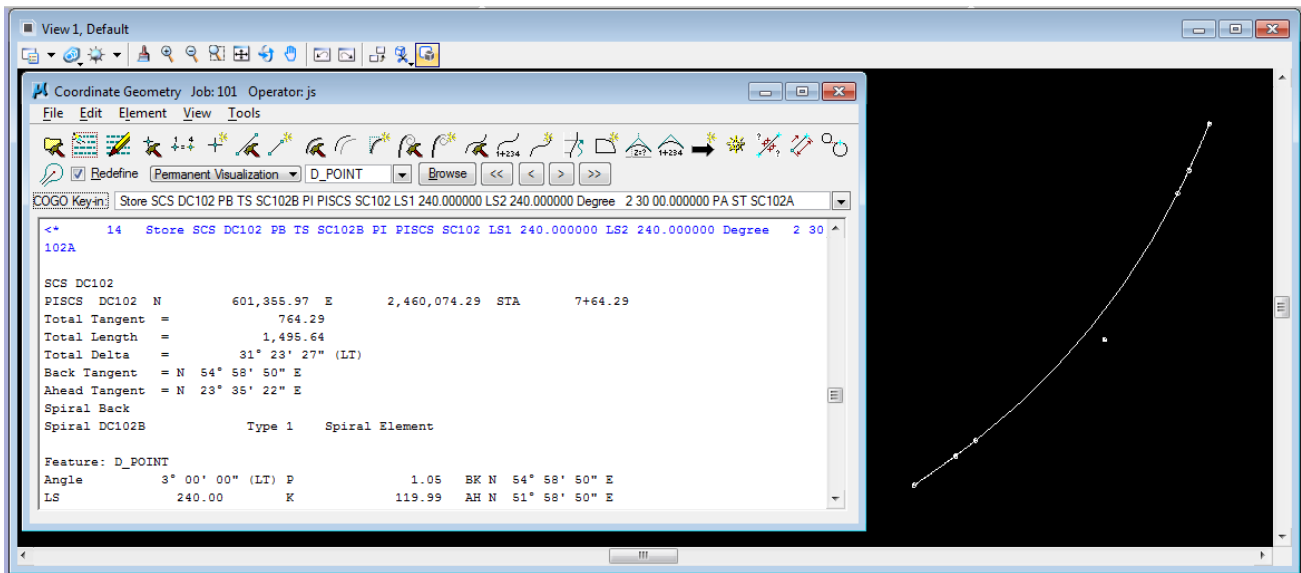 View 1, Default
Coordinate Geometry Job: 101 Operator: js
File Edit Element View Tools
1+234 2=? 1+234
Redefine Permanent Visualization D_POINT Browse << < > >>
COGO Key-in: Store SCS DC102 PB TS SC102B PI PISCS SC102 LS1 240.000000 LS2 240.000000 Degree 2 30 00.000000 PA ST SC102A
<* 14 Store SCS DC102 PB TS SC102B PI PISCS SC102 LS1 240.000000 LS2 240.000000 Degree 2 30
102A
SCS DC102
PISCS DC102 N 601,355.97 E 2,460,074.29 STA 7+64.29
Total Tangent = 764.29
Total Length = 1,495.64
Total Delta = 31° 23' 27" (LT)
Back Tangent = N 54° 58' 50" E
Ahead Tangent = N 23° 35' 22" E
Spiral Back
Spiral DC102B Type 1 Spiral Element
Feature: D_POINT
Angle 3° 00' 00" (LT) P 1.05 BK N 54° 58' 50" E
LS 240.00 K 119.99 AH N 51° 58' 50" E